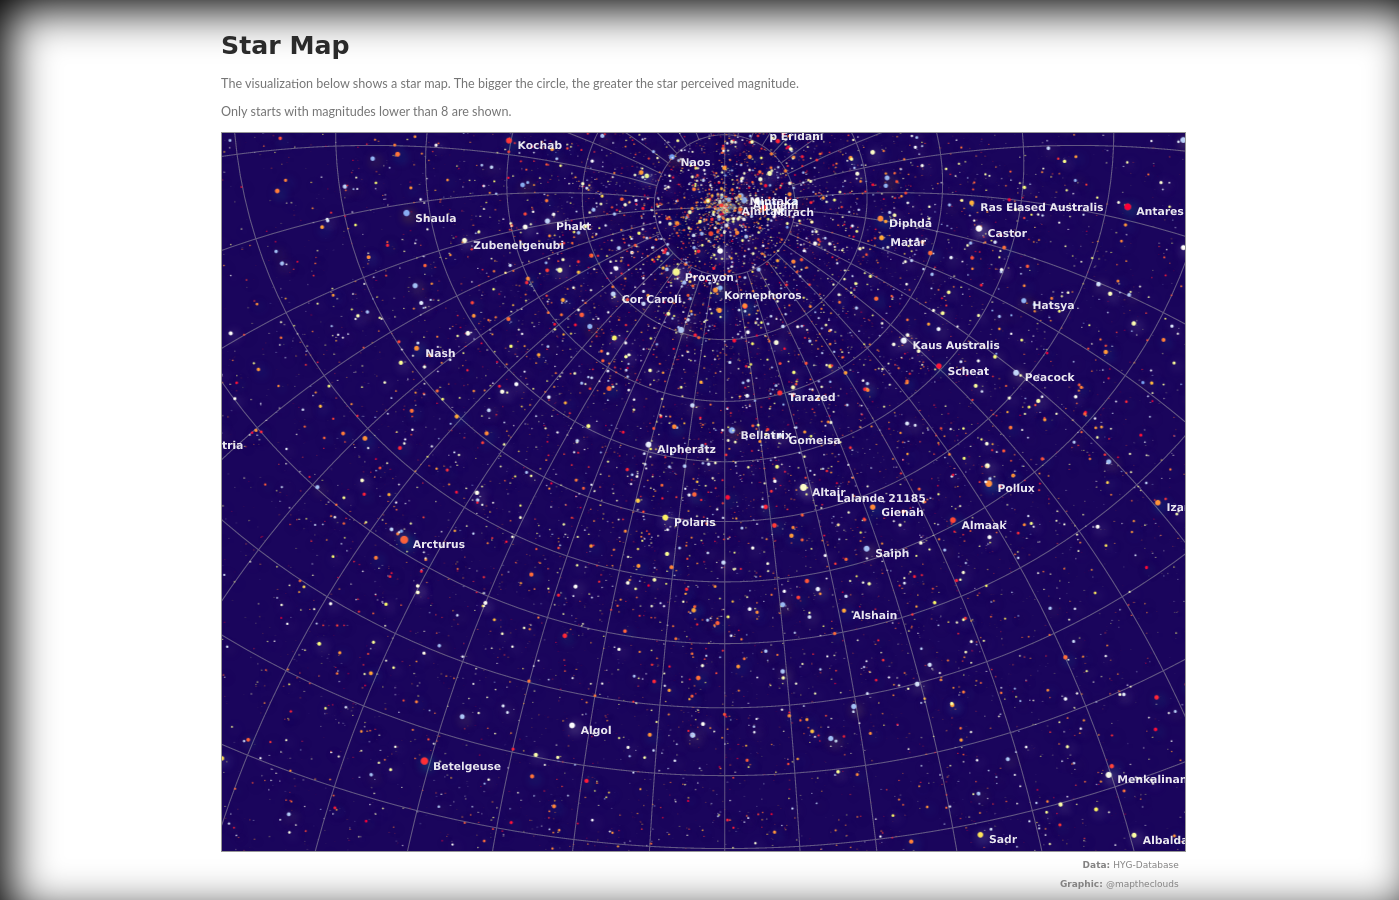 Star Map
The visualization below shows a star map. The bigger the circle, the greater the star perceived magnitude.
Only starts with magnitudes lower than 8 are shown.
p Eridani
Kochab
Naos
Mintaka
Mirach
Ras Elased Australis
Antares
Shaula
Phakt
Diphda
Castor
Zubenelgenubi
Matar
Procyon
Cor Caroli
Kornephoros
Hatsya
Nash
Kaus Australis
Scheat
Peacock
Tarazed
tria
Bellatrix
Gomeisa
Alpheratz
Altair
Pollux
Lalande 21185
Gienah
Iza
Polaris
Almaak
Arcturus
Saiph
Alshain
Algol
Betelgeuse
Menkalinan
Sadr
Albalda
Data: HYG-Database
Graphic: @maptheclouds